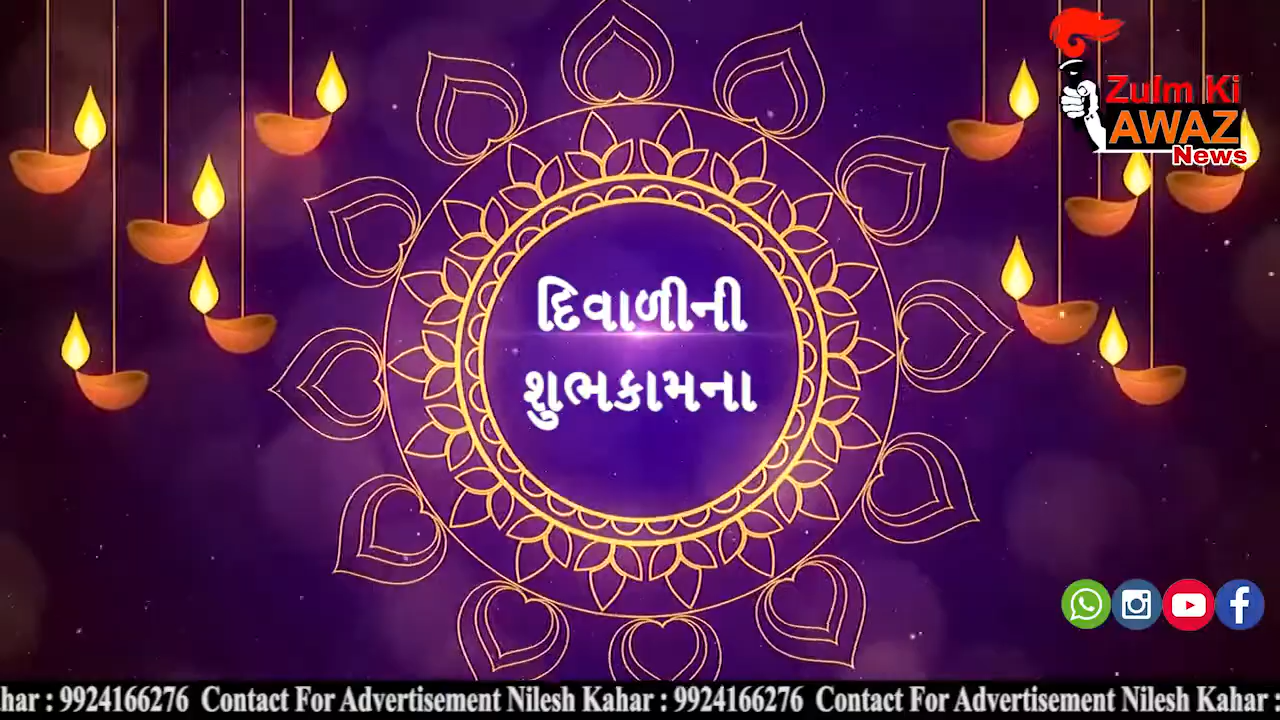 Zulm Ki
AWAZ
News
દિવાળીની
શુભકામના
har : 9924166276 Contact For Advertisement Nilesh Kahar : 9924166276 Contact For Advertisement Nilesh Kahar :